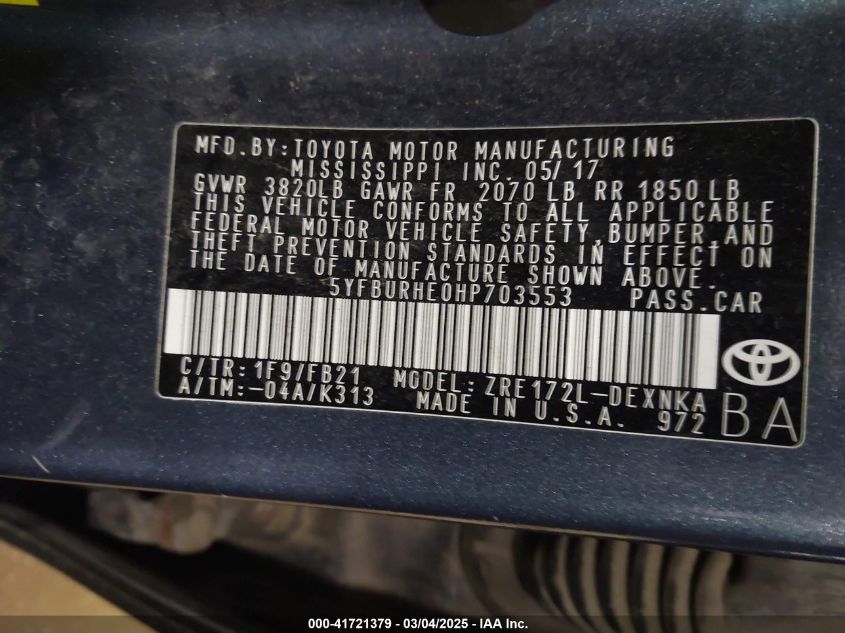 MFD.BY:TOYOTA MOTOR MANUFACTURING
MISSISSIPPI INC. 05/17
GVWR 3820LB GAWR FR 2070 LB RR 1850 LB
THIS VEHICLE CONFORMS TO ALL APPLICABLE
FEDERAL MOTOR VEHICLE SAFETY, BUMPER, AND
THEFT PREVENTION STANDARDS IN EFFECT ON
THE DATE OF MANUFACTURE SHOWN ABOVE.
5YFBURHE0HP703553 PASS.CAR
C/TR:1F9/FB21 MODEL:ZRE172L-DEXNKA
A/TM:-04A/K313 MADE IN U.S.A. 972 BA
000-41721379 - 03/04/2025 - IAA Inc.